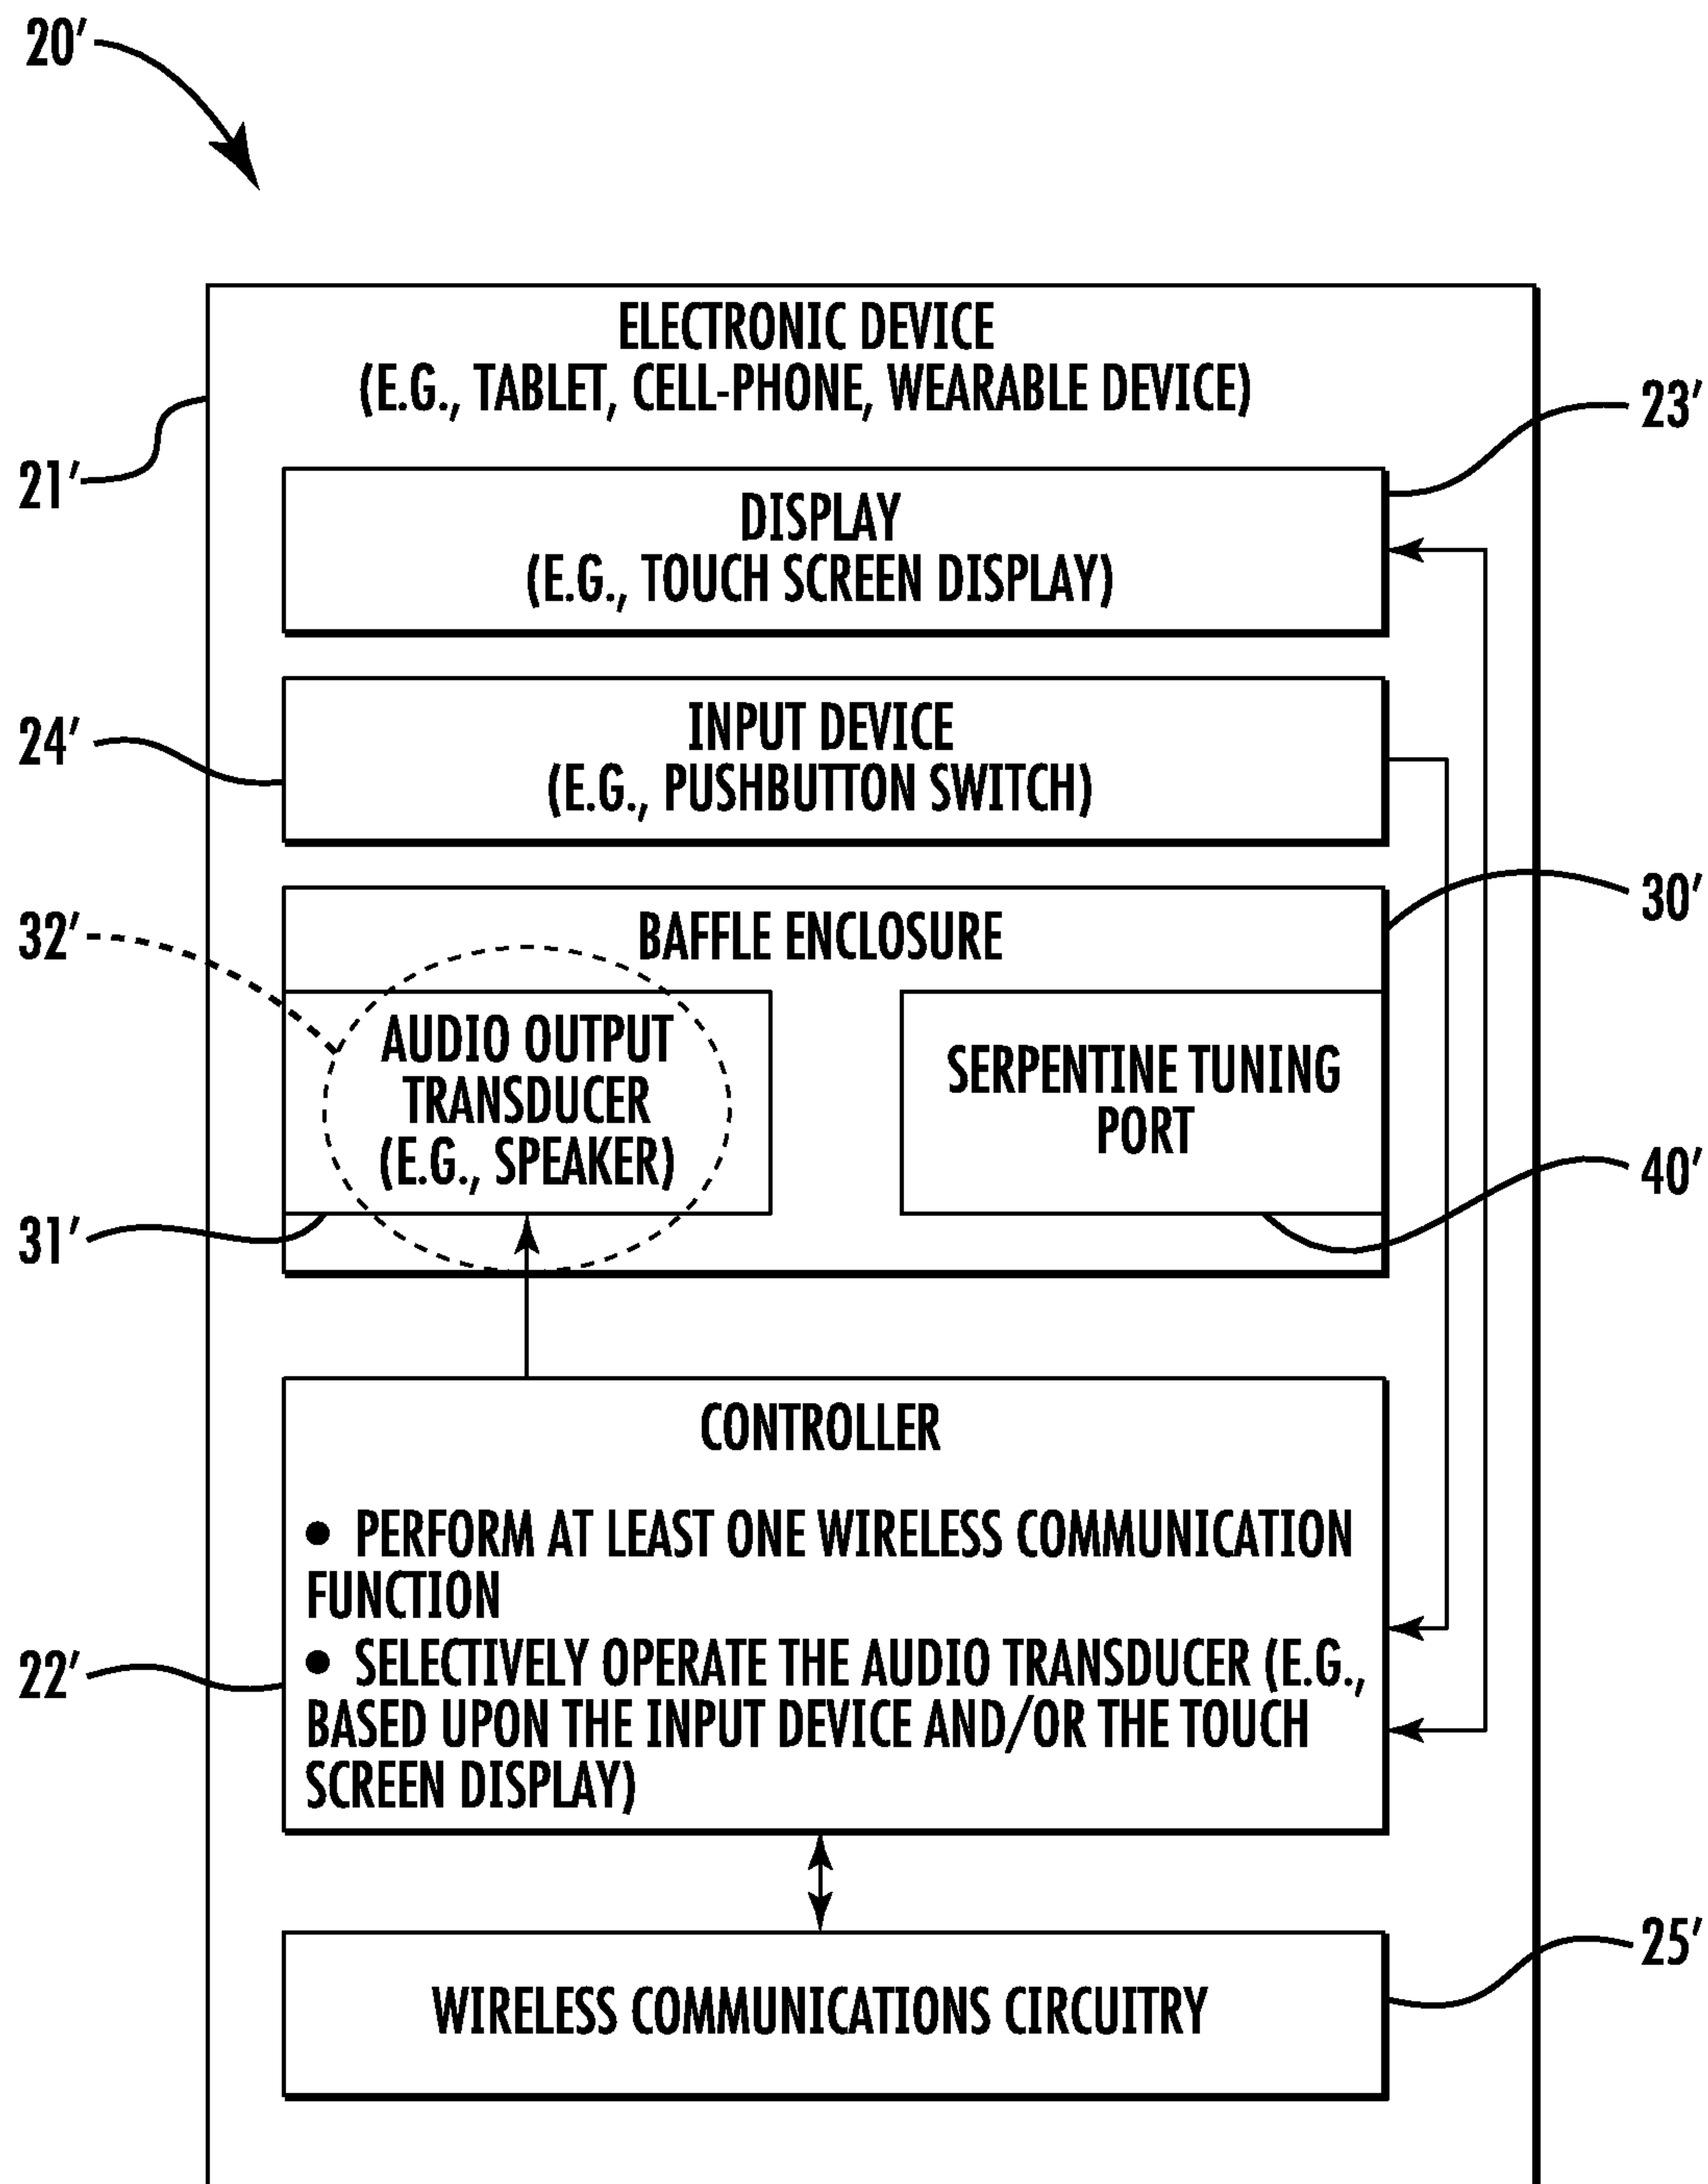 20'
ELECTRONIC DEVICE
(E.G., TABLET, CELL-PHONE, WEARABLE DEVICE)
23'
21'
DISPLAY
(E.G., TOUCH SCREEN DISPLAY)
24'
INPUT DEVICE
(E.G., PUSHBUTTON SWITCH)
30'
32'
BAFFLE ENCLOSURE
AUDIO OUTPUT
TRANSDUCER
(E.G., SPEAKER)
SERPENTINE TUNING
PORT
40'
31'
CONTROLLER
● PERFORM AT LEAST ONE WIRELESS COMMUNICATION
FUNCTION
● SELECTIVELY OPERATE THE AUDIO TRANSDUCER (E.G.,
BASED UPON THE INPUT DEVICE AND/OR THE TOUCH
SCREEN DISPLAY)
22'
25'
WIRELESS COMMUNICATIONS CIRCUITRY